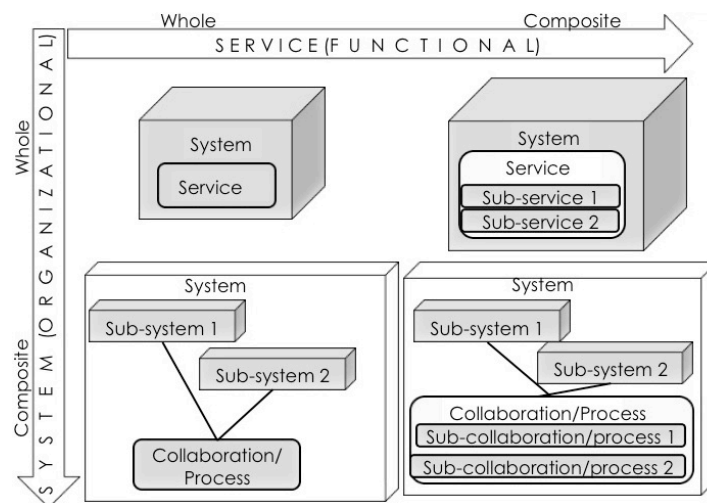 Whole
Composite
SERVICE(FUNCTIONAL)
SYSTEM(ORGANIZATIONAL)
Whole
Composite
System
Service
System
Service
Sub-service 1
Sub-service 2
System
Sub-system 1
Sub-system 2
Collaboration/
Process
System
Sub-system 1
Sub-system 2
Collaboration/Process
Sub-collaboration/process 1
Sub-collaboration/process 2